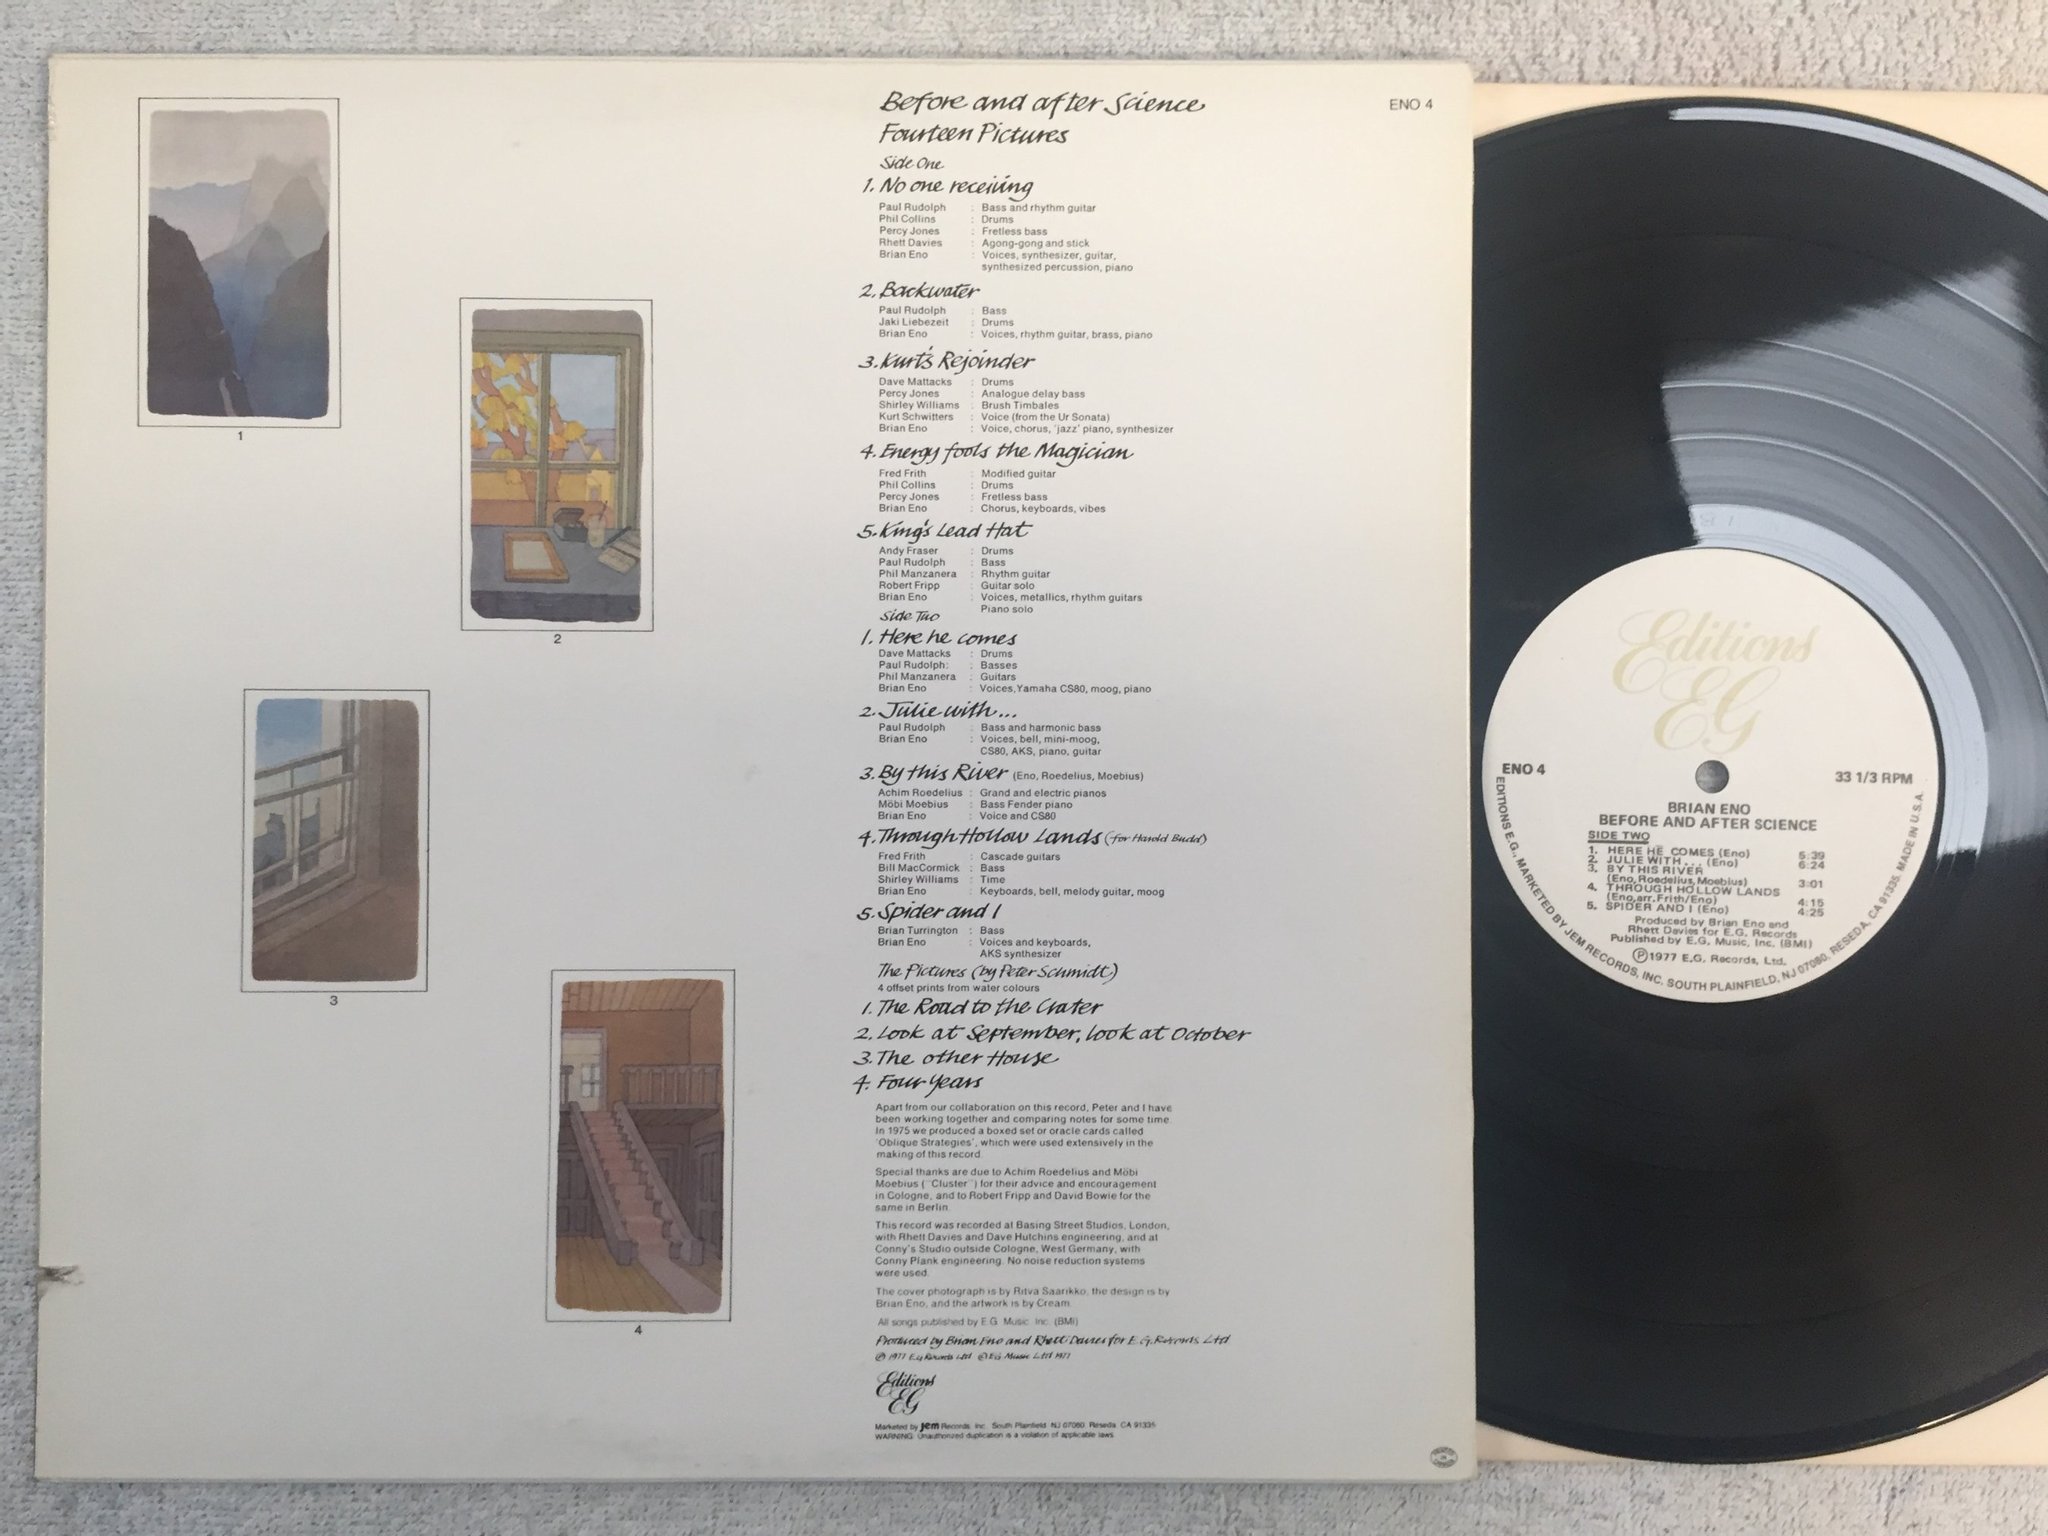 Before and after Science
Fourteen Pictures
ENO 4
Side One
1. No one receiving
Paul Rudolph : Bass and rhythm guitar
Phil Collins : Drums
Percy Jones : Fretless bass
Rhett Davies : Agong-gong and stick
Brian Eno : Voices, synthesizer, guitar,
synthesized percussion, piano
2. Backwater
Paul Rudolph : Bass
Jaki Liebezeit : Drums
Brian Eno : Voices, rhythm guitar, brass, piano
3. Kurt's Rejoinder
Dave Mattacks : Drums
Percy Jones : Analogue delay bass
Shirley Williams : Brush Timbales
Kurt Schwitters : Voice (from the Ur Sonata)
Brian Eno : Voice, chorus, 'jazz' piano, synthesizer
4. Energy fools the Magician
Fred Frith : Modified guitar
Phil Collins : Drums
Percy Jones : Fretless bass
Brian Eno : Chorus, keyboards, vibes
5. King's Lead Hat
Andy Fraser : Drums
Paul Rudolph : Bass
Phil Manzanera : Rhythm guitar
Robert Fripp : Guitar solo
Brian Eno : Voices, metallics, rhythm guitars
Piano solo
Side Two
1. Here he comes
Dave Mattacks : Drums
Paul Rudolph: : Basses
Phil Manzanera : Guitars
Brian Eno : Voices, Yamaha CS80, moog, piano
2. Julie with...
Paul Rudolph : Bass and harmonic bass
Brian Eno : Voices, bell, mini-moog,
CS80, AKS, piano, guitar
3. By this River (Eno, Roedelius, Moebius)
Achim Roedelius : Grand and electric pianos
Möbi Moebius : Bass Fender piano
Brian Eno : Voice and CS80
4. Through Hollow Lands (for Harold Budd)
Fred Frith : Cascade guitars
Bill MacCormick : Bass
Shirley Williams : Time
Brian Eno : Keyboards, bell, melody guitar, moog
5. Spider and I
Brian Turrington : Bass
Brian Eno : Voices and keyboards,
AKS synthesizer
The Pictures (by Peter Schmidt)
4 offset prints from water colours
1. The Road to the Crater
2. Look at September, look at October
3. The other House
4. Four Years
Apart from our collaboration on this record, Peter and I have
been working together and comparing notes for some time.
In 1975 we produced a boxed set or oracle cards called
'Oblique Strategies', which were used extensively in the
making of this record.
Special thanks are due to Achim Roedelius and Möbi
Moebius ("Cluster") for their advice and encouragement
in Cologne, and to Robert Fripp and David Bowie for the
same in Berlin.
This record was recorded at Basing Street Studios, London,
with Rhett Davies and Dave Hutchins engineering, and at
Conny's Studio outside Cologne, West Germany, with
Conny Plank engineering. No noise reduction systems
were used.
The cover photograph is by Ritva Saarikko, the design is by
Brian Eno, and the artwork is by Cream.
All songs published by E.G. Music. Inc. (BMI)
Produced by Brian Eno and Rhett Davies for E.G. Records Ltd
℗ 1977 E.G Records Ltd © EG Music Ltd 1977
Editions
EG
Marketed by Jem Records, Inc. South Plainfield, NJ 07080. Reseda, CA 91335
WARNING: Unauthorized duplication is a violation of applicable laws.
1
2
3
4
Editions
EG
ENO 4
33 1/3 RPM
BRIAN ENO
BEFORE AND AFTER SCIENCE
SIDE TWO
1. HERE HE COMES (Eno) 5:39
2. JULIE WITH... (Eno) 6:24
3. BY THIS RIVER
(Eno, Roedelius, Moebius) 3:01
4. THROUGH HOLLOW LANDS
(Eno, arr. Frith/Eno) 4:15
5. SPIDER AND I (Eno) 4:25
Produced by Brian Eno and
Rhett Davies for E.G. Records
Published by E.G. Music, Inc. (BMI)
℗1977 E.G. Records, Ltd.
EDITIONS E.G., MARKETED BY JEM RECORDS, INC. SOUTH PLAINFIELD, NJ 07080, RESEDA, CA 91335. MADE IN U.S.A.